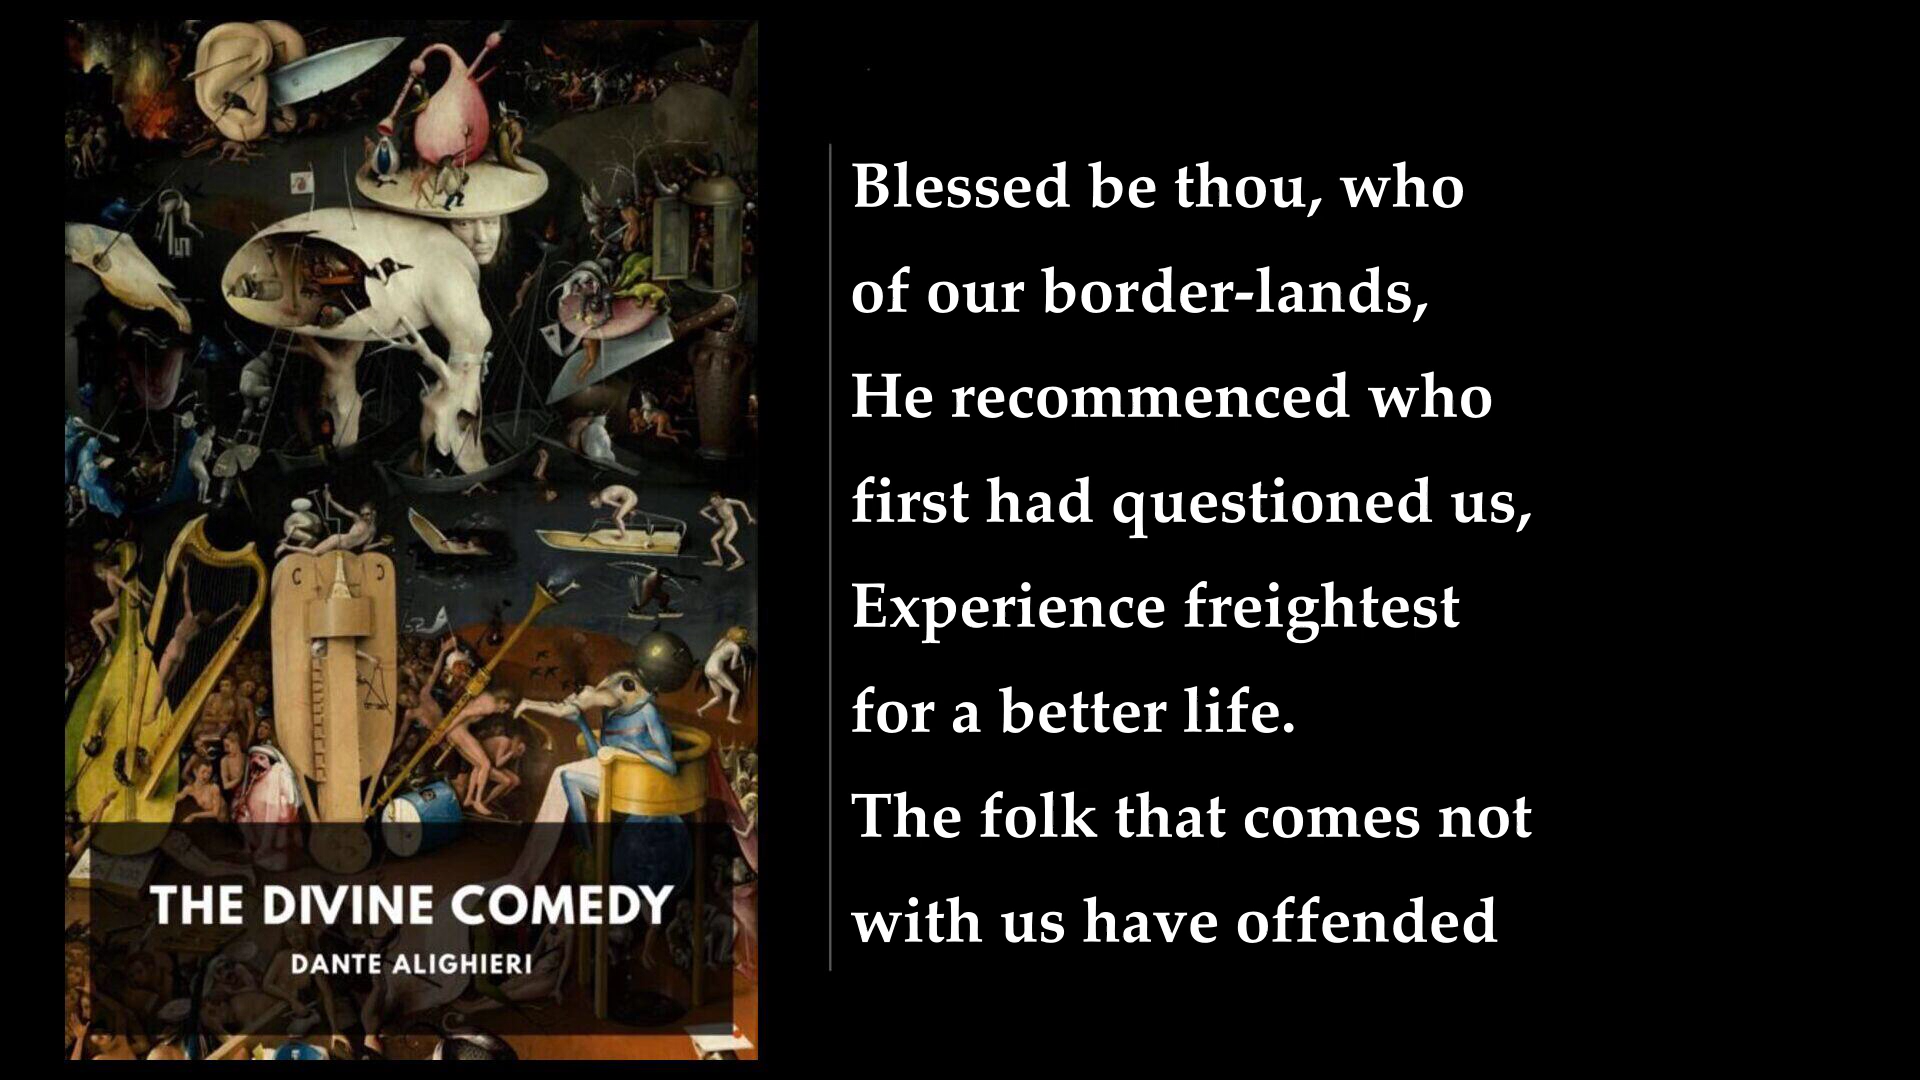 Blessed be thou, who
of our border-lands,
He recommenced who
first had questioned us,
Experience freightest
for a better life.
The folk that comes not
with us have offended
THE DIVINE COMEDY
DANTE ALIGHIERI